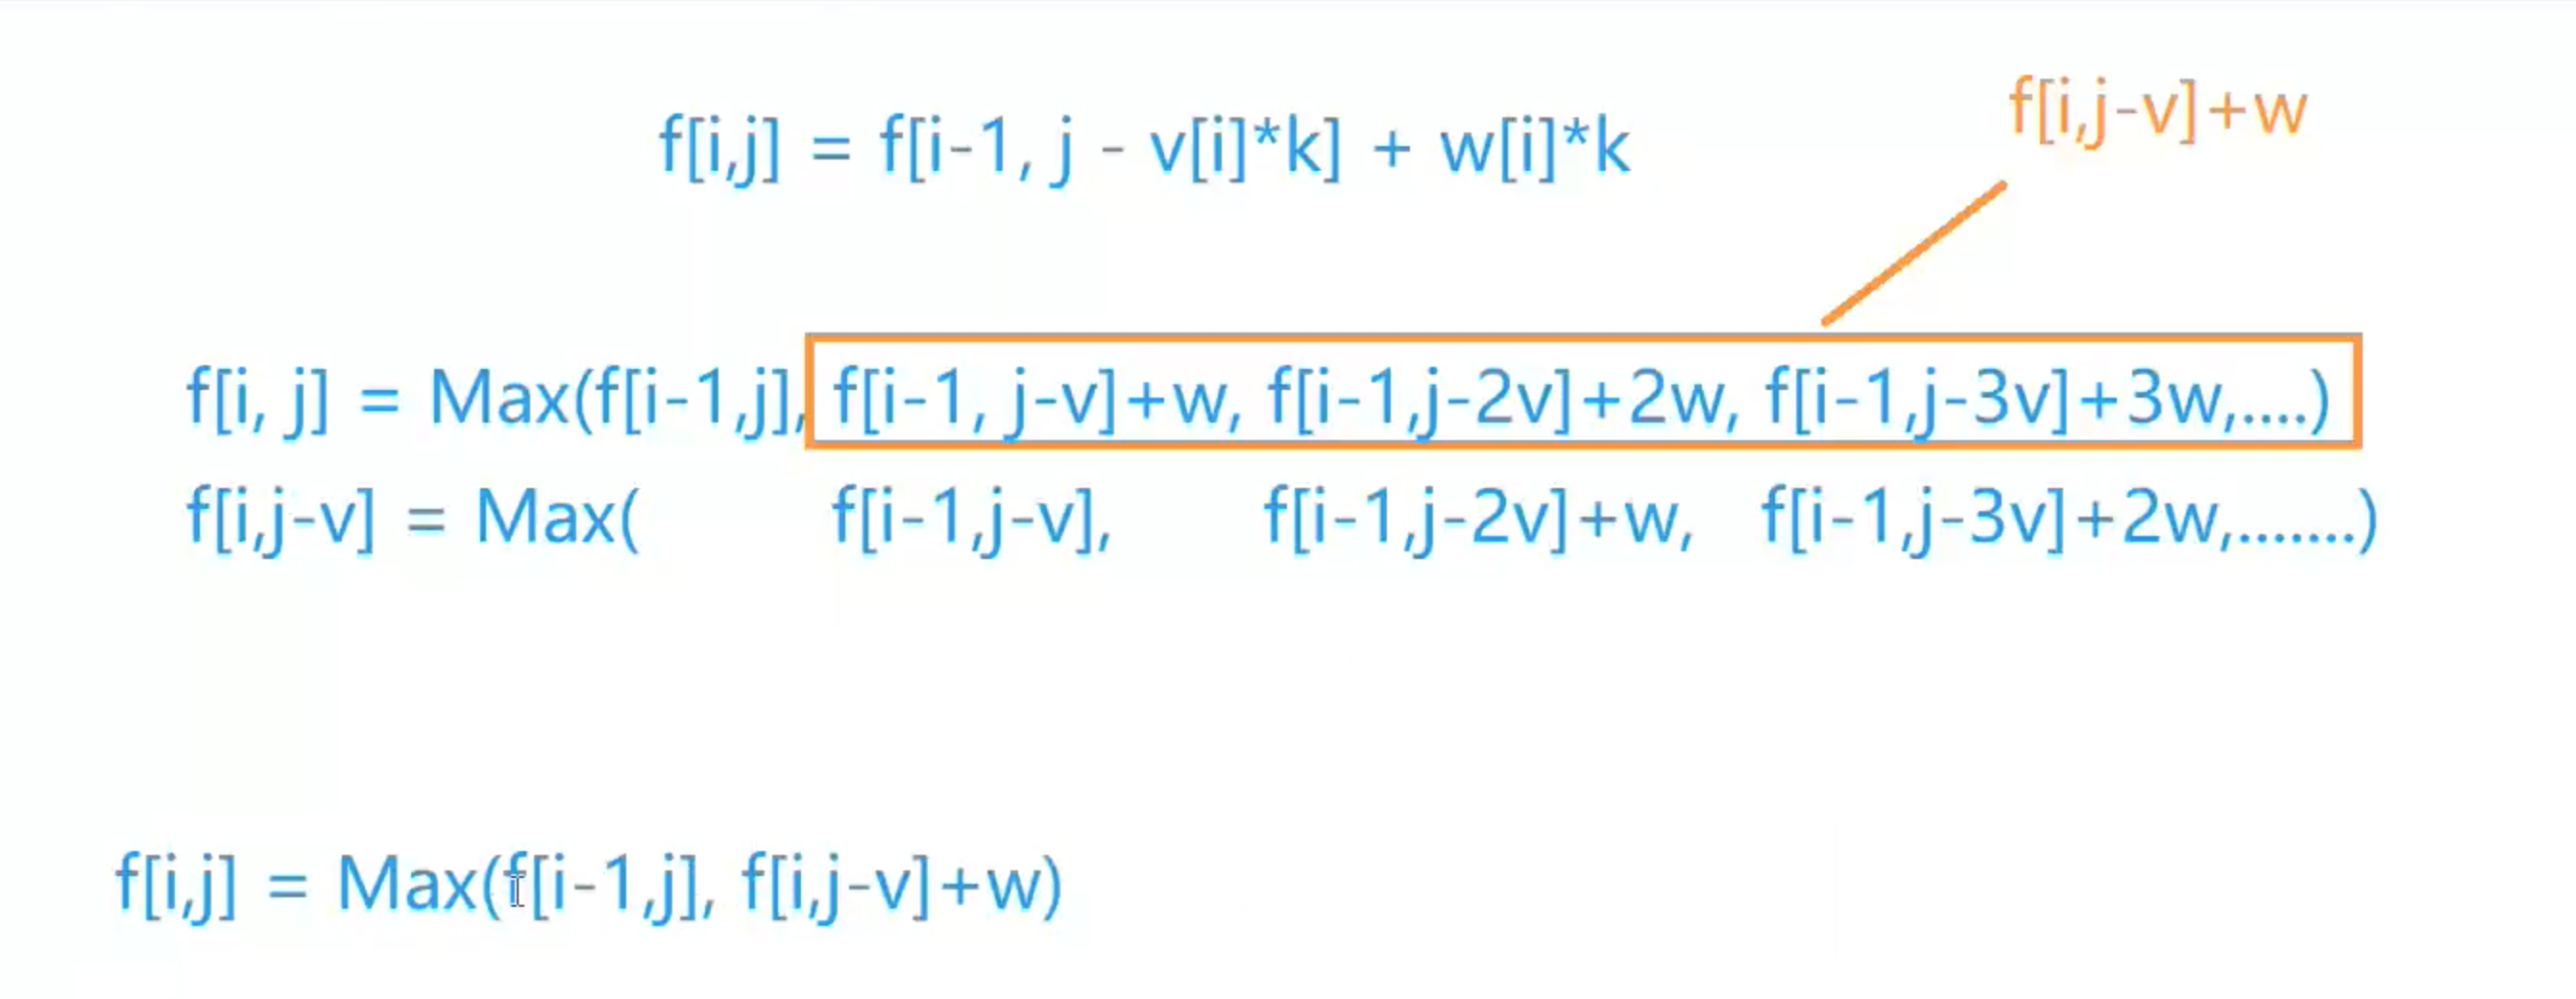 f[i,j-v]+w
f[i,j] = f[i-1, j - v[i]*k] + w[i]*k
f[i, j] = Max(f[i-1,j], f[i-1, j-v]+w, f[i-1,j-2v]+2w, f[i-1,j-3v]+3w,....)
f[i,j-v] = Max( f[i-1,j-v], f[i-1,j-2v]+w, f[i-1,j-3v]+2w,.......)
f[i,j] = Max(f[i-1,j], f[i,j-v]+w)